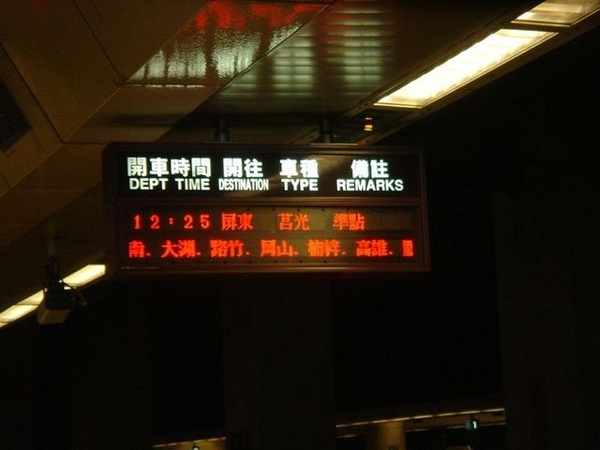 開車時間 開往 車種 備註
DEPT TIME DESTINATION TYPE REMARKS
12:25 屏東 莒光 準點
南. 大湖. 路竹. 岡山. 楠梓. 高雄.